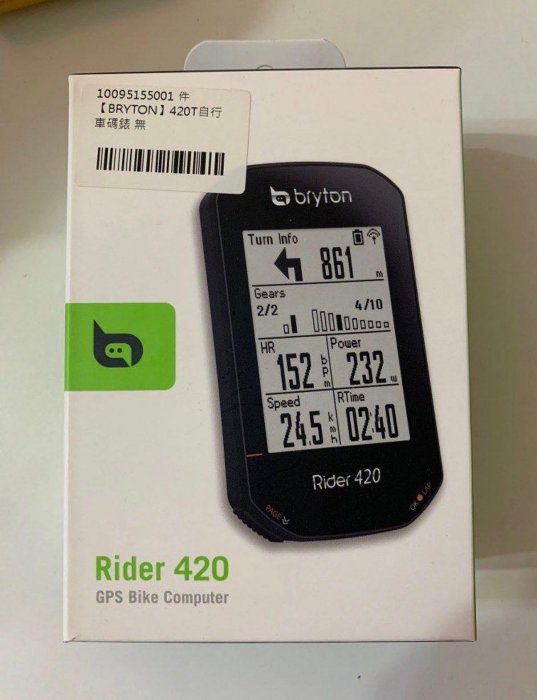 10095155001 件
【BRYTON】420T自行
車碼錶 無
bryton
Turn Info
861 m
Gears
2/2
4/10
HR
Power
152 bpm
232 w
Speed
RTime
24.5 kmh
02:40
Rider 420
PAGE
OK LAP
Rider 420
GPS Bike Computer